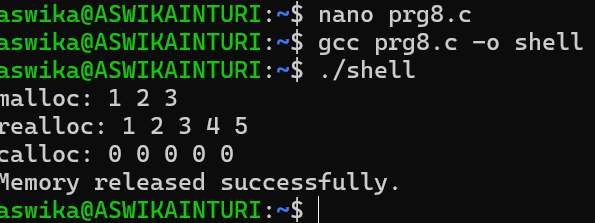 aswika@ASWIKAINTURI:~$ nano prg8.c
aswika@ASWIKAINTURI:~$ gcc prg8.c -o shell
aswika@ASWIKAINTURI:~$ ./shell
malloc: 1 2 3
realloc: 1 2 3 4 5
calloc: 0 0 0 0 0
Memory released successfully.
aswika@ASWIKAINTURI:~$